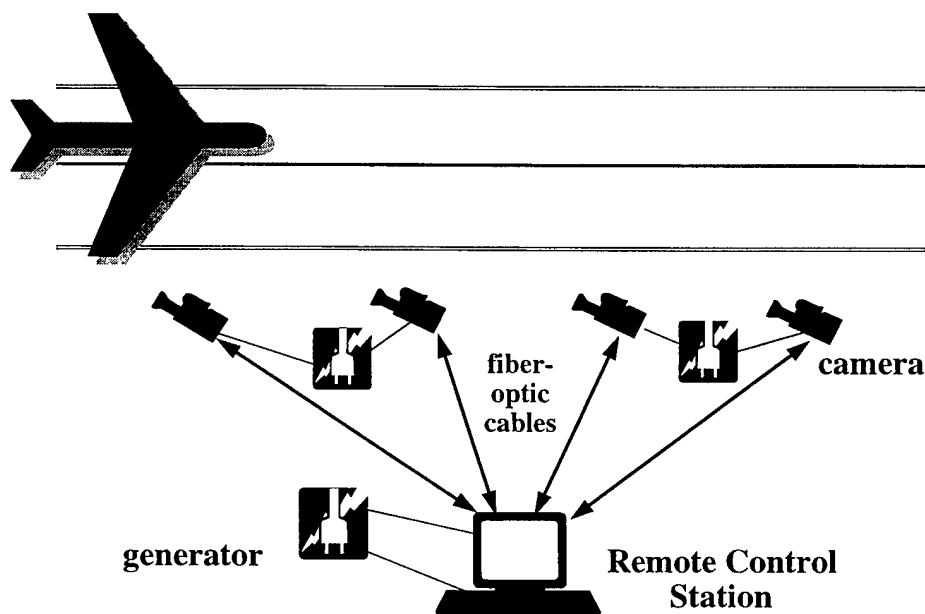 fiber-
optic
cables
camera
generator
Remote Control
Station